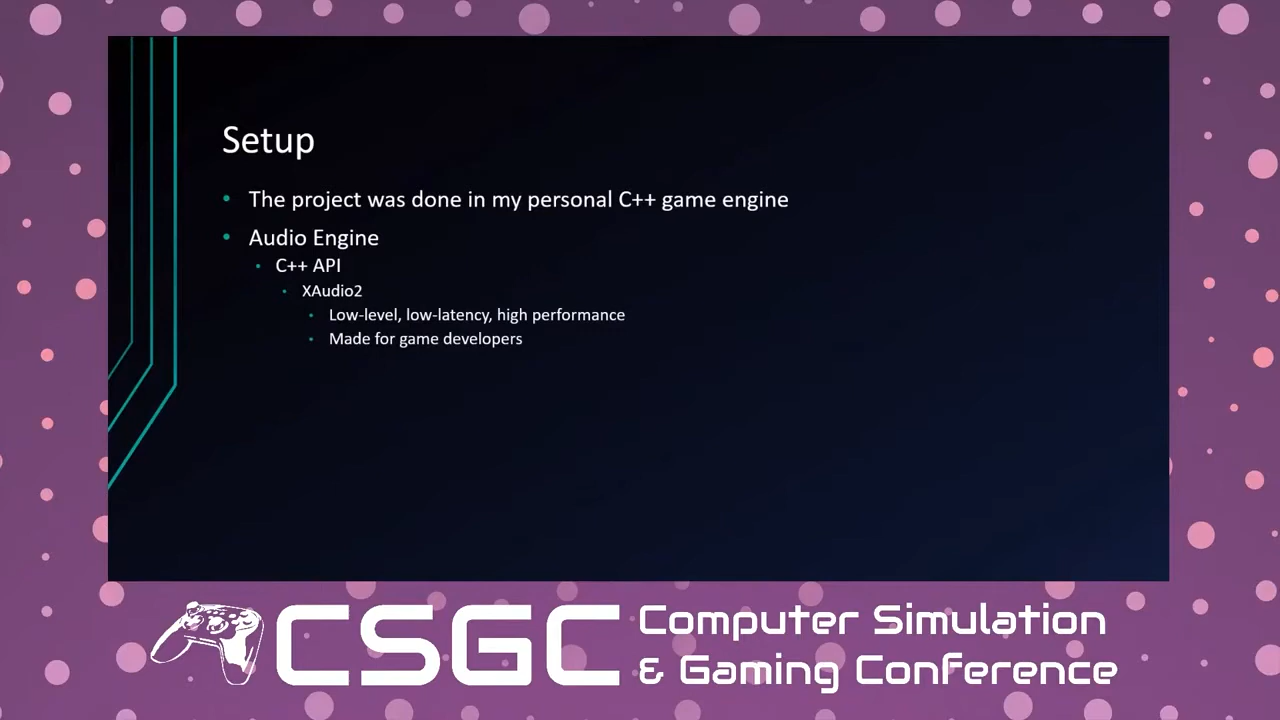 Setup
The project was done in my personal C++ game engine
Audio Engine
C++ API
XAudio2
Low-level, low-latency, high performance
Made for game developers
CSGC
Computer Simulation
& Gaming Conference